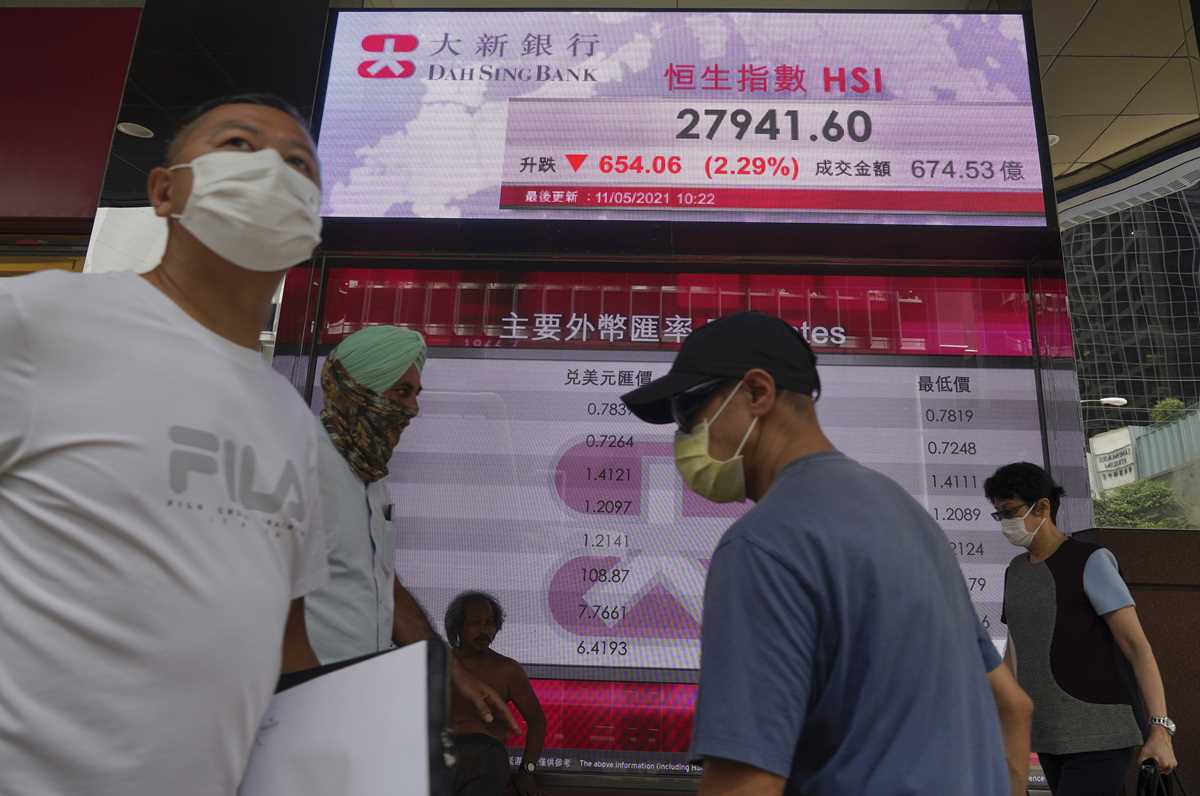 大新銀行
DAH SING BANK
恒生指數 HSI
27941.60
升跌 ▼ 654.06 (2.29%) 成交金額 674.53 億
最後更新 : 11/05/2021 10:22
主要外幣匯率
兌美元匯價 最低價
0.7819
0.7264 0.7248
1.4121 1.4111
1.2097 1.2089
1.2141
108.87
7.7661
6.4193
FILA
僅供參考 The above information (including